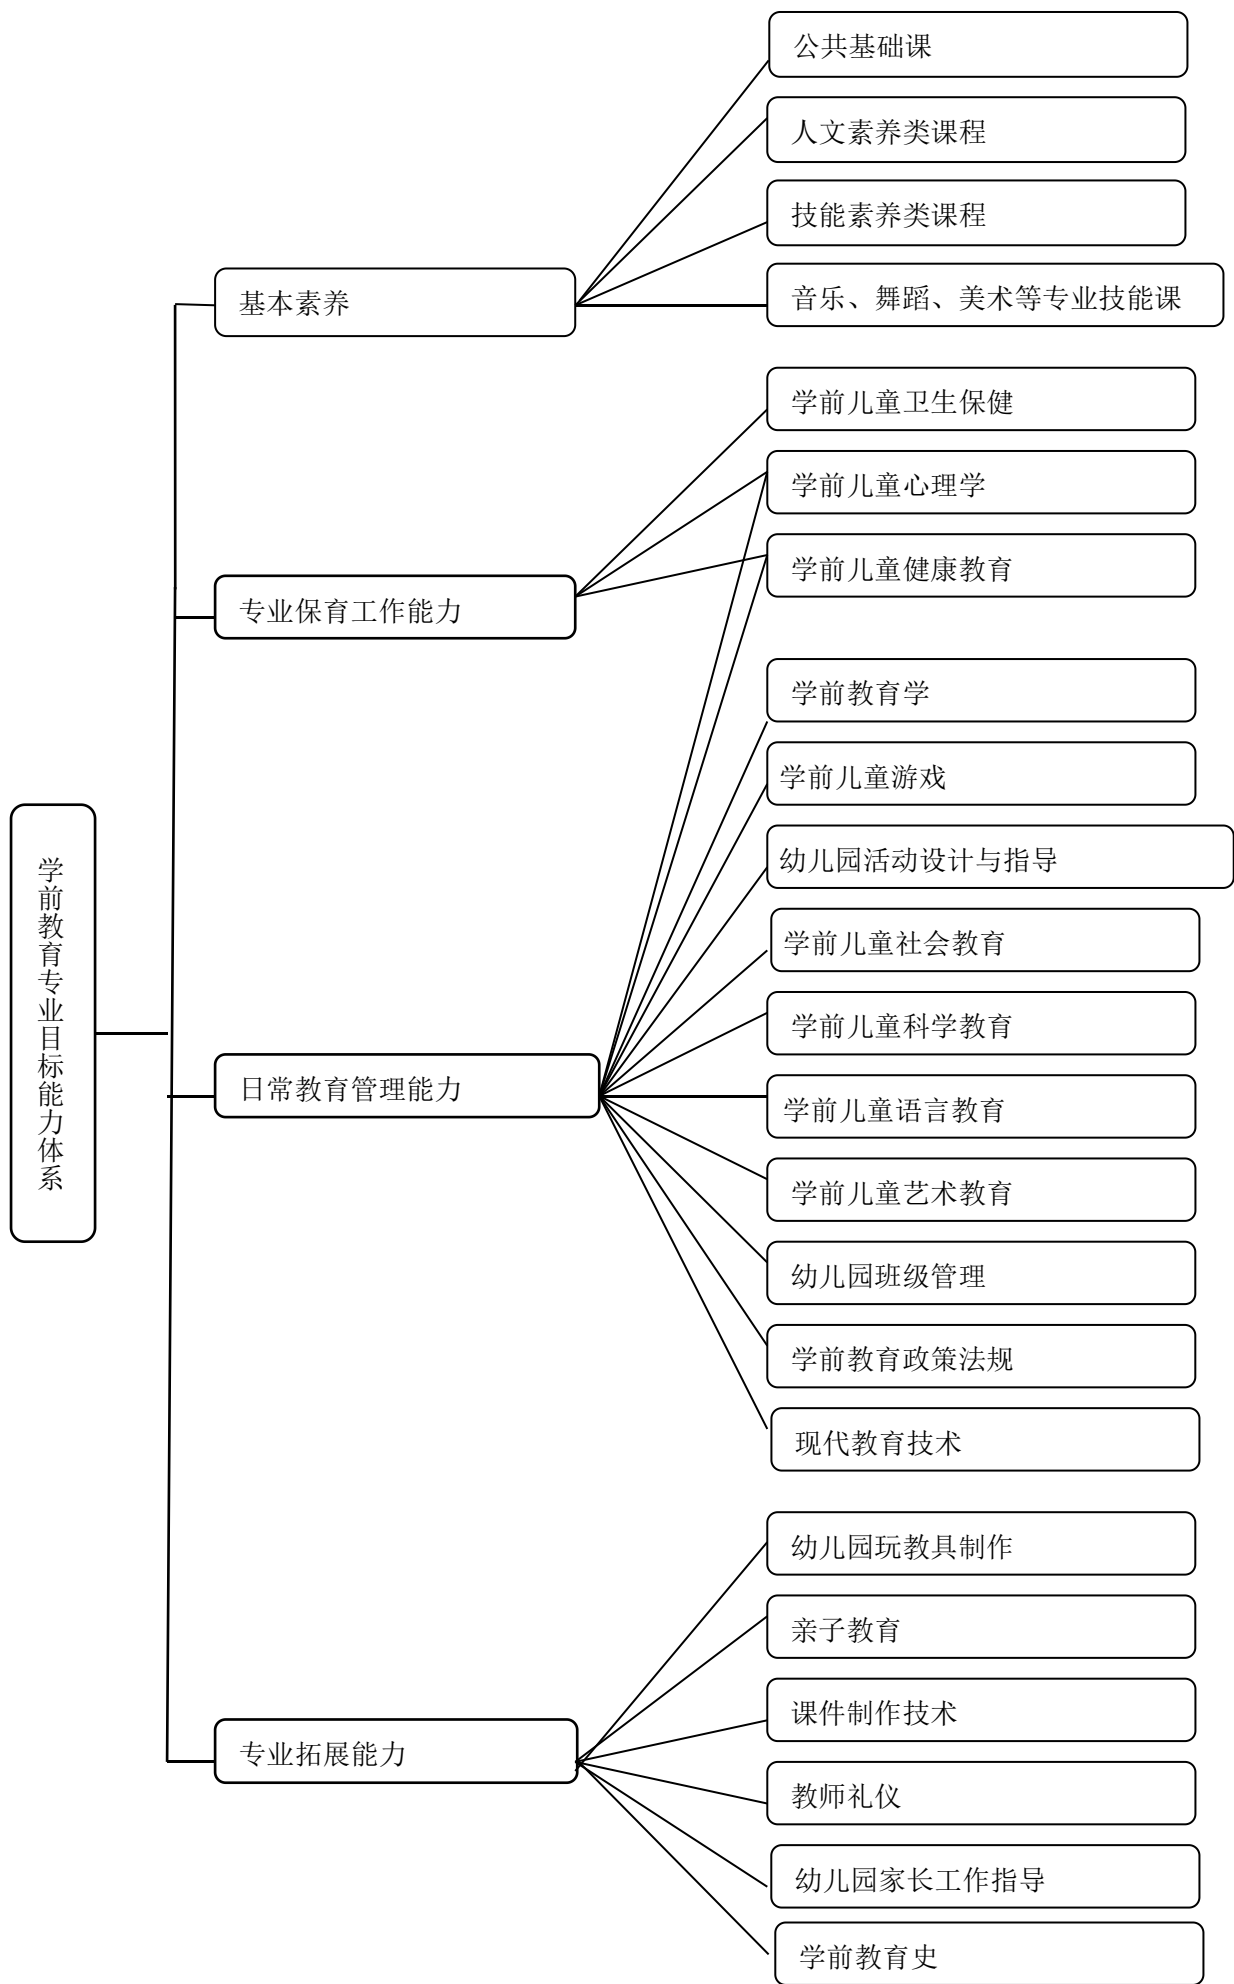 公共基础课
人文素养类课程
技能素养类课程
基本素养
音乐、舞蹈、美术等专业技能课
学前儿童卫生保健
学前儿童心理学
学前儿童健康教育
专业保育工作能力
学前教育学
学前儿童游戏
幼儿园活动设计与指导
学前儿童社会教育
学前教育专业目标能力体系
学前儿童科学教育
日常教育管理能力
学前儿童语言教育
学前儿童艺术教育
幼儿园班级管理
学前教育政策法规
现代教育技术
幼儿园玩教具制作
亲子教育
课件制作技术
专业拓展能力
教师礼仪
幼儿园家长工作指导
学前教育史